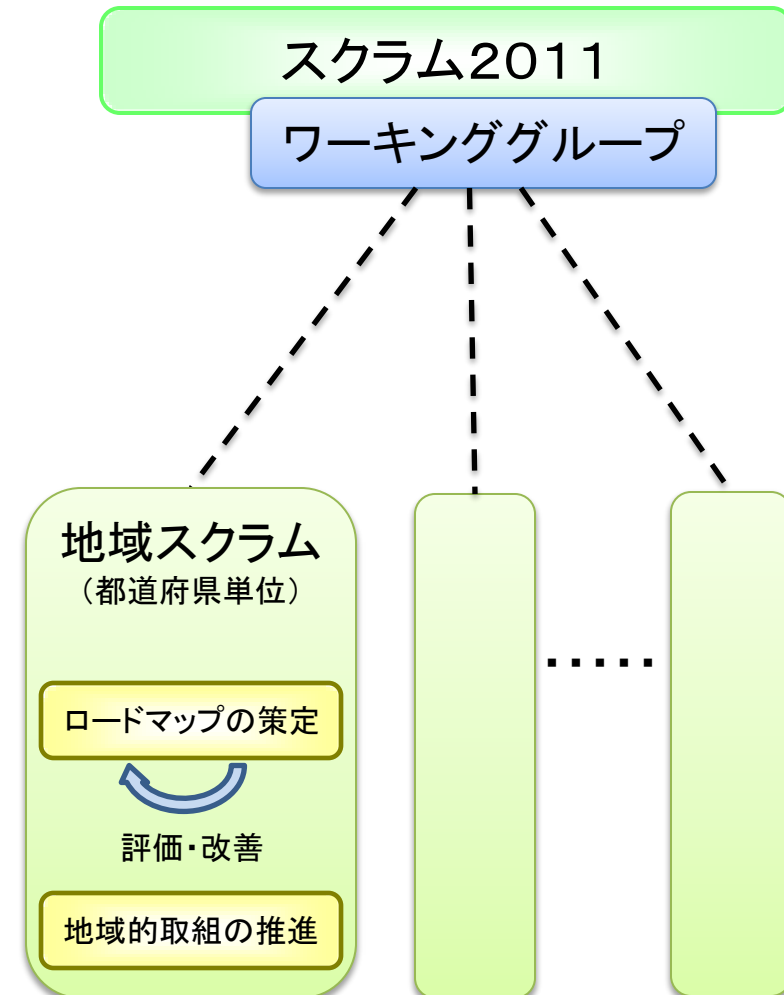 スクラム2011
ワーキンググループ
地域スクラム
（都道府県単位）
ロードマップの策定
評価・改善
地域的取組の推進